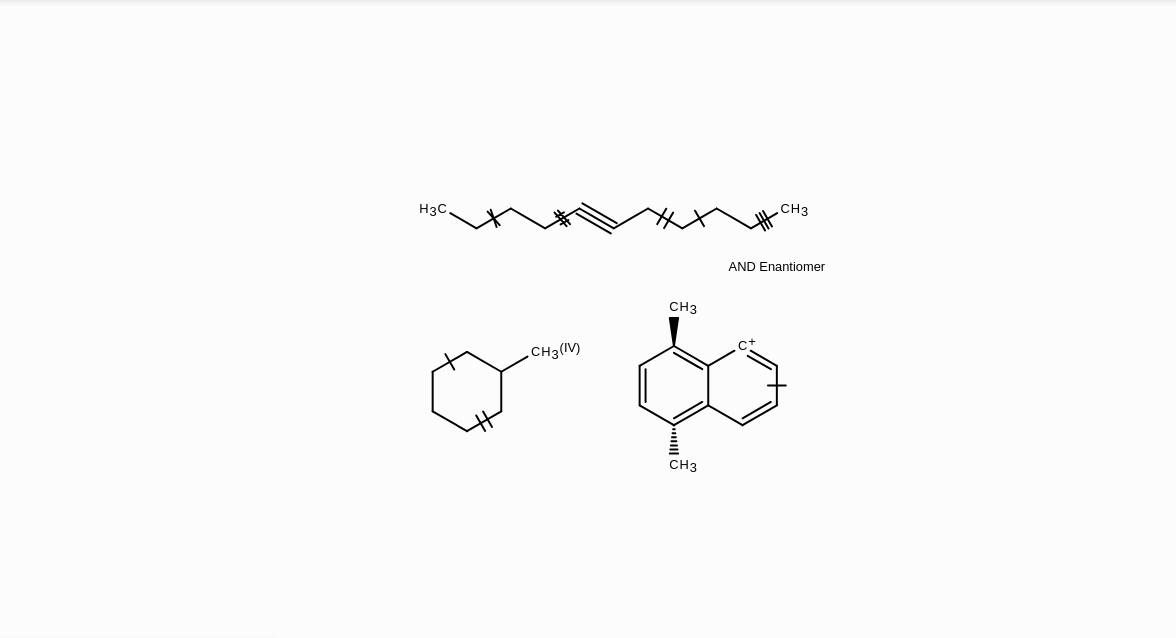 H3C CH3
AND Enantiomer
CH3
C+
CH3(IV)
CH3